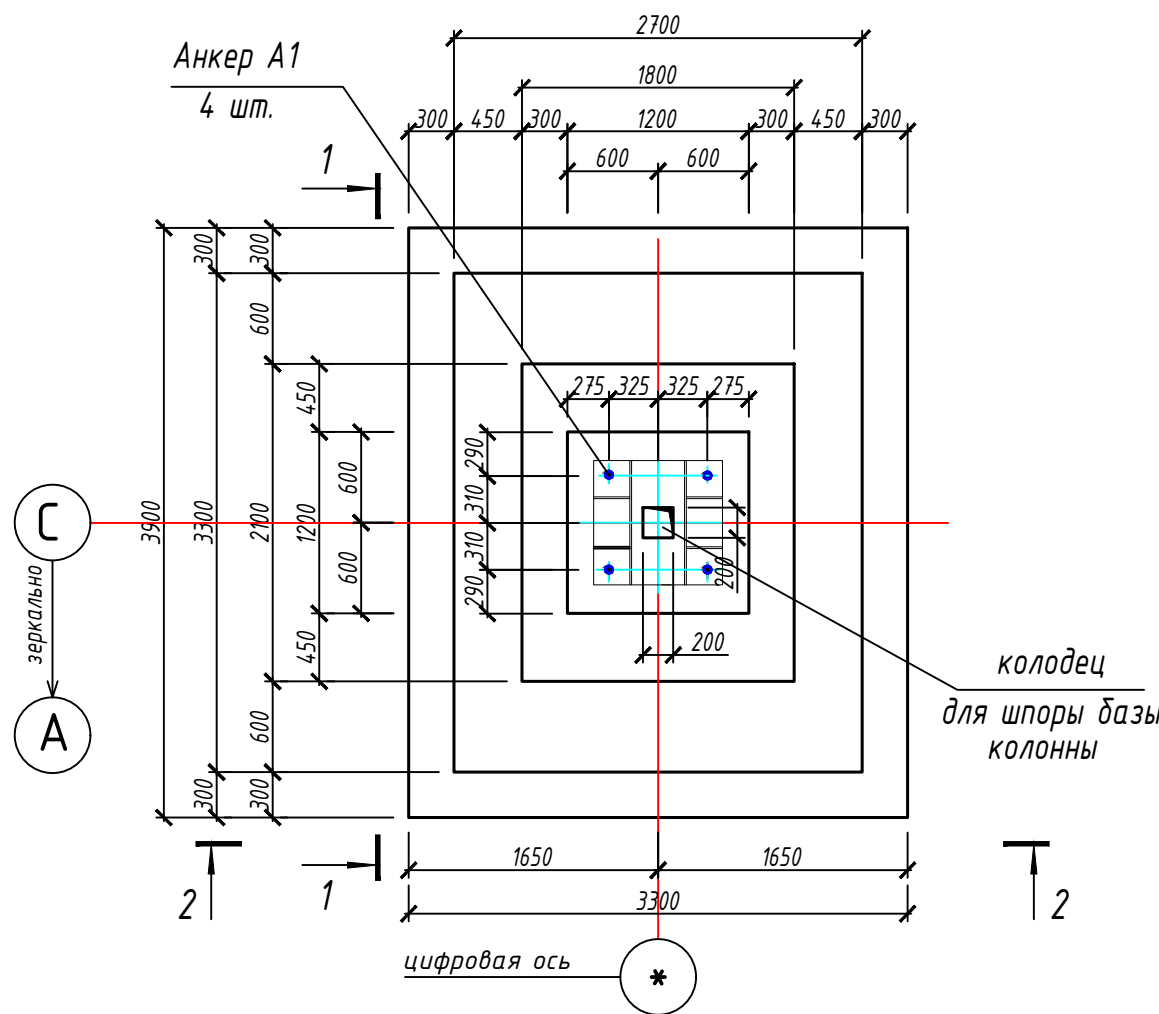 2700
Анкер А1
4 шт.
1800
300 450 300 1200 300 450 300
600 600
1
300 300
600
275 325 325 275
450
290
600
310
С
3900 3300 2100 1200
310
600
290
200
зеркально
450
200
А
600
300 300
колодец
для шпоры базы
колонны
1650 1650
2 1 3300 2
цифровая ось
*